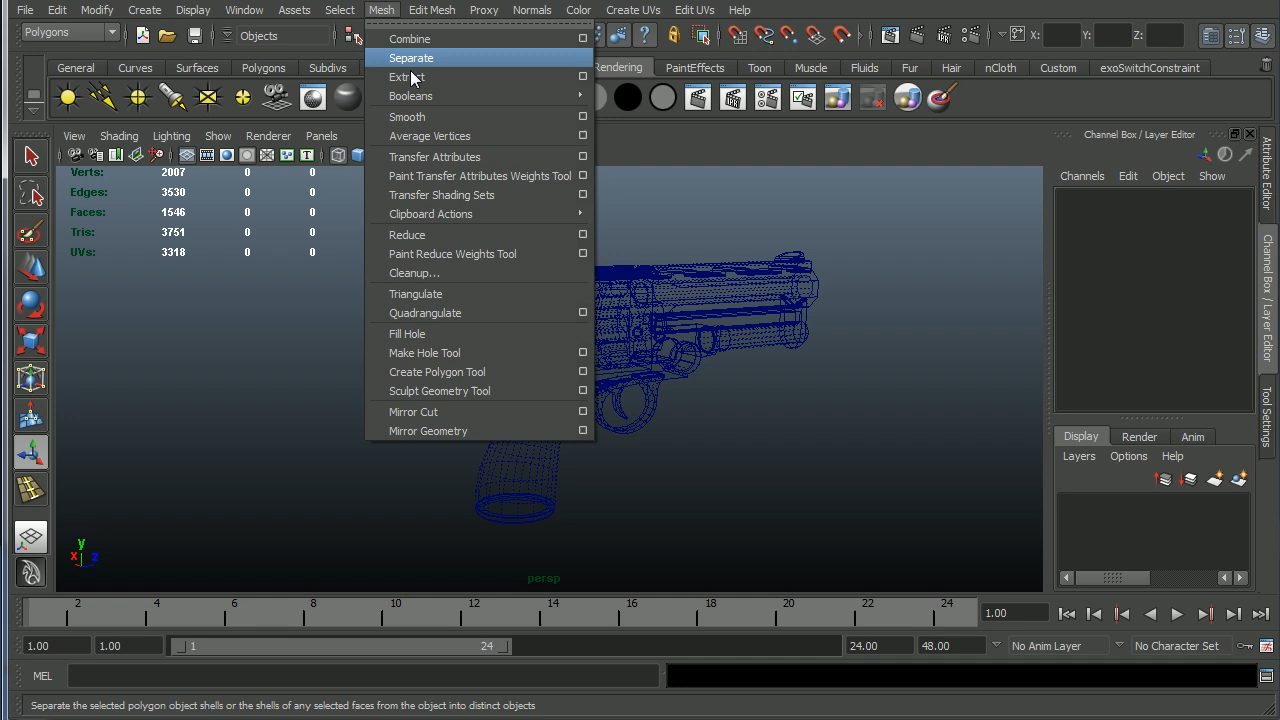 File Edit Modify Create Display Window Assets Select Mesh Edit Mesh Proxy Normals Color Create UVs Edit UVs Help
Polygons Objects X: Y: Z:
General Curves Surfaces Polygons Subdivs Rendering PaintEffects Toon Muscle Fluids Fur Hair nCloth Custom exoSwitchConstraint
Combine
Separate
Extract
Booleans
Smooth
Average Vertices
Transfer Attributes
Paint Transfer Attributes Weights Tool
Transfer Shading Sets
Clipboard Actions
Reduce
Paint Reduce Weights Tool
Cleanup...
Triangulate
Quadrangulate
Fill Hole
Make Hole Tool
Create Polygon Tool
Sculpt Geometry Tool
Mirror Cut
Mirror Geometry
View Shading Lighting Show Renderer Panels
Verts: 2007 0 0
Edges: 3530 0 0
Faces: 1546 0 0
Tris: 3751 0 0
UVs: 3318 0 0
y
x z
persp
Channel Box / Layer Editor
Channels Edit Object Show
Display Render Anim
Layers Options Help
Attribute Editor
Channel Box / Layer Editor
Tool Settings
2 4 6 8 10 12 14 16 18 20 22 24 1.00
1.00 1.00 1 24 24.00 48.00 No Anim Layer No Character Set
MEL
Separate the selected polygon object shells or the shells of any selected faces from the object into distinct objects